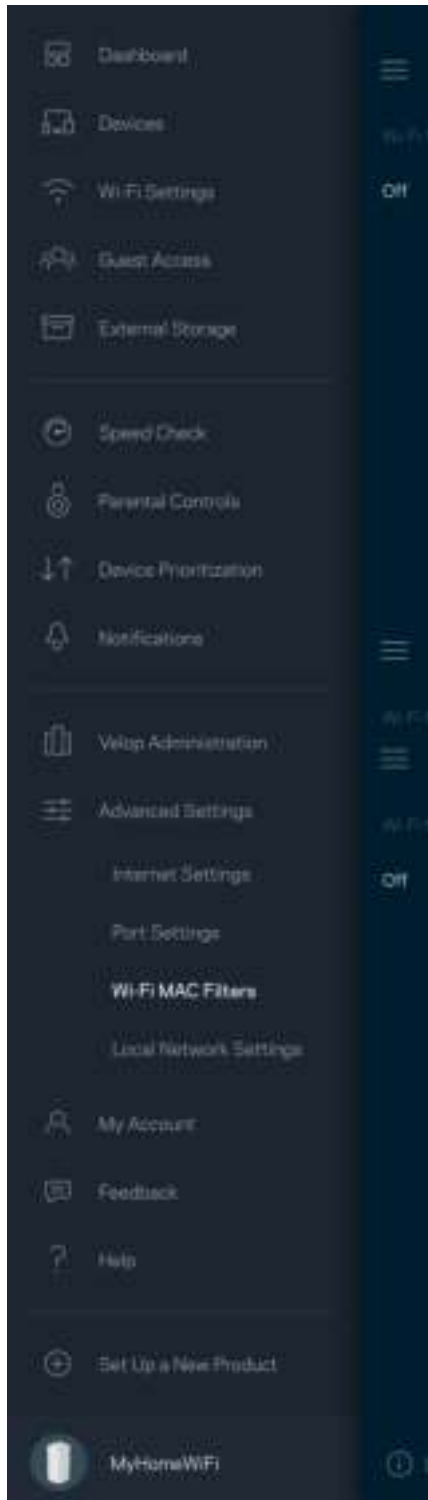 Dashboard
Devices
Wi-Fi Settings
Off
Guest Access
External Storage
Speed Check
Parental Controls
Device Prioritization
Notifications
Velop Administration
Advanced Settings
Internet Settings
Off
Port Settings
Wi-Fi MAC Filters
Local Network Settings
My Account
Feedback
Help
Set Up a New Product
MyHomeWiFi